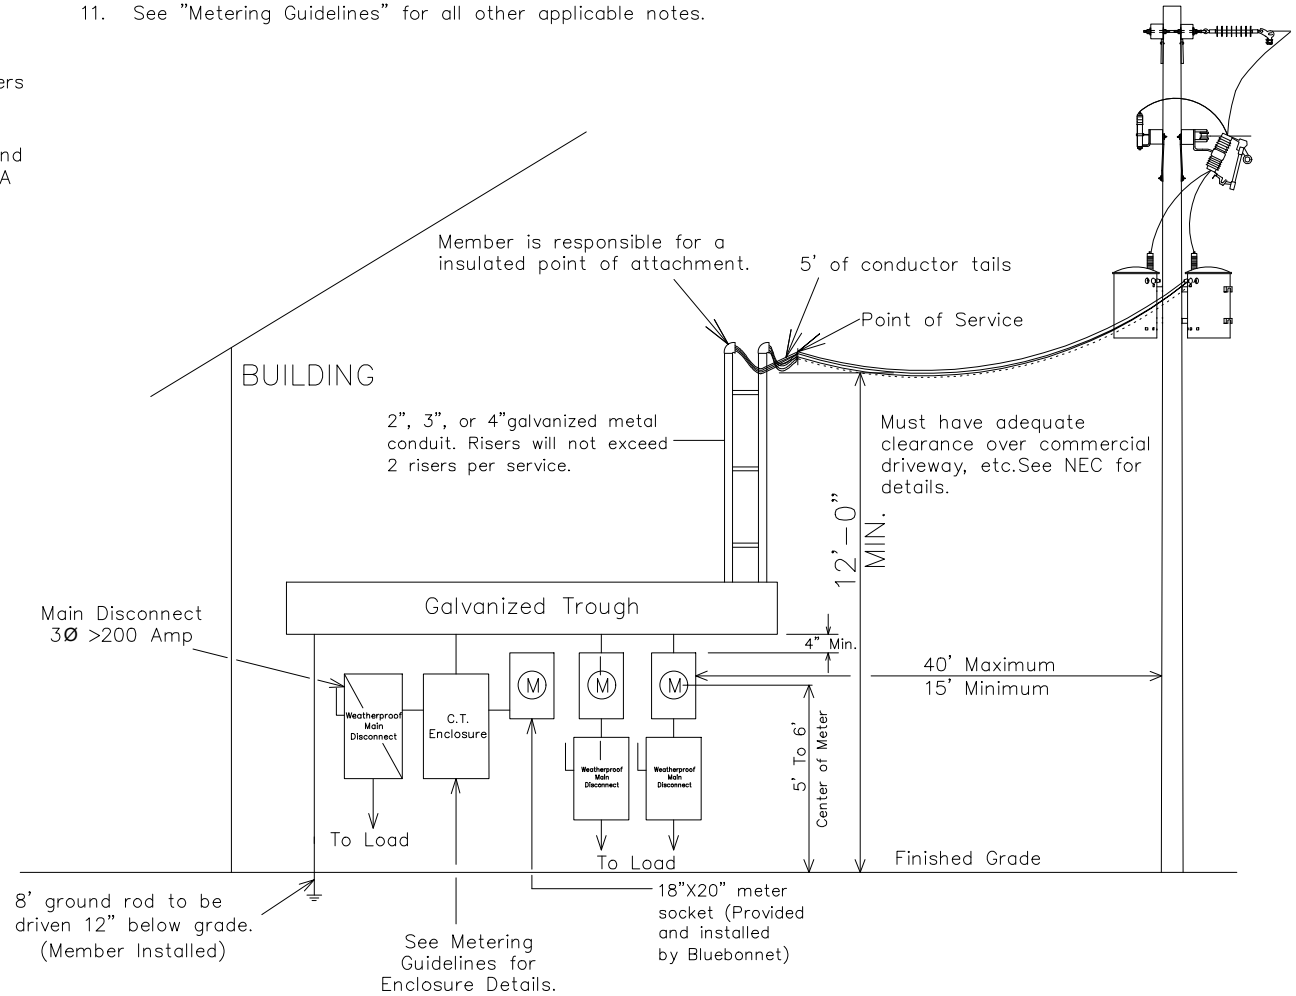 11. See "Metering Guidelines" for all other applicable notes.
ers
nd
A
Member is responsible for a
insulated point of attachment.
5' of conductor tails
Point of Service
BUILDING
2", 3", or 4"galvanized metal
conduit. Risers will not exceed
2 risers per service.
Must have adequate
clearance over commercial
driveway, etc.See NEC for
details.
12'-0"
MIN.
Galvanized Trough
Main Disconnect
3Ø >200 Amp
4" Min.
40' Maximum
15' Minimum
M
M
M
Weatherproof
Main
Disconnect
C.T.
Enclosure
Weatherproof
Main
Disconnect
Weatherproof
Main
Disconnect
5' To 6'
Center of Meter
To Load
To Load
Finished Grade
8' ground rod to be
driven 12" below grade.
(Member Installed)
18"X20" meter
socket (Provided
and installed
by Bluebonnet)
See Metering
Guidelines for
Enclosure Details.